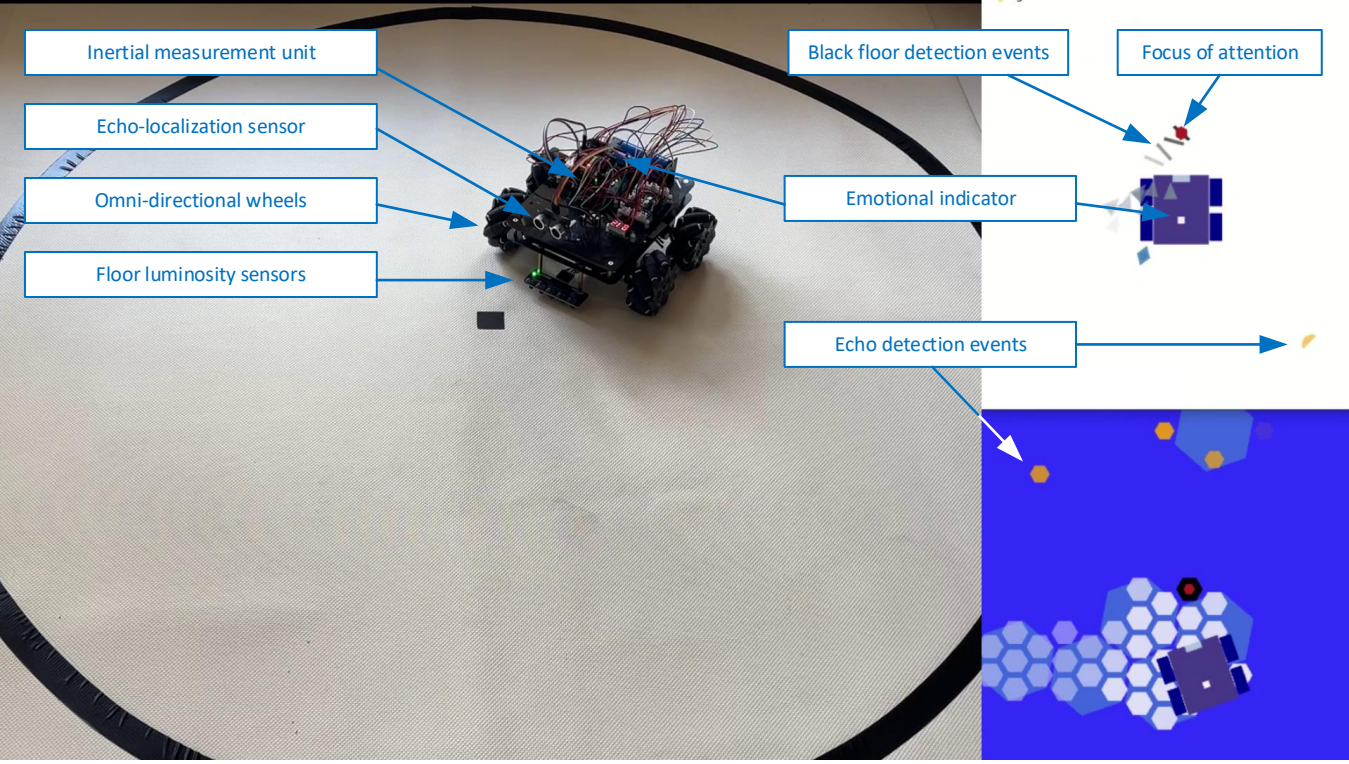 Inertial measurement unit
Echo-localization sensor
Omni-directional wheels
Floor luminosity sensors
Black floor detection events
Focus of attention
Emotional indicator
Echo detection events